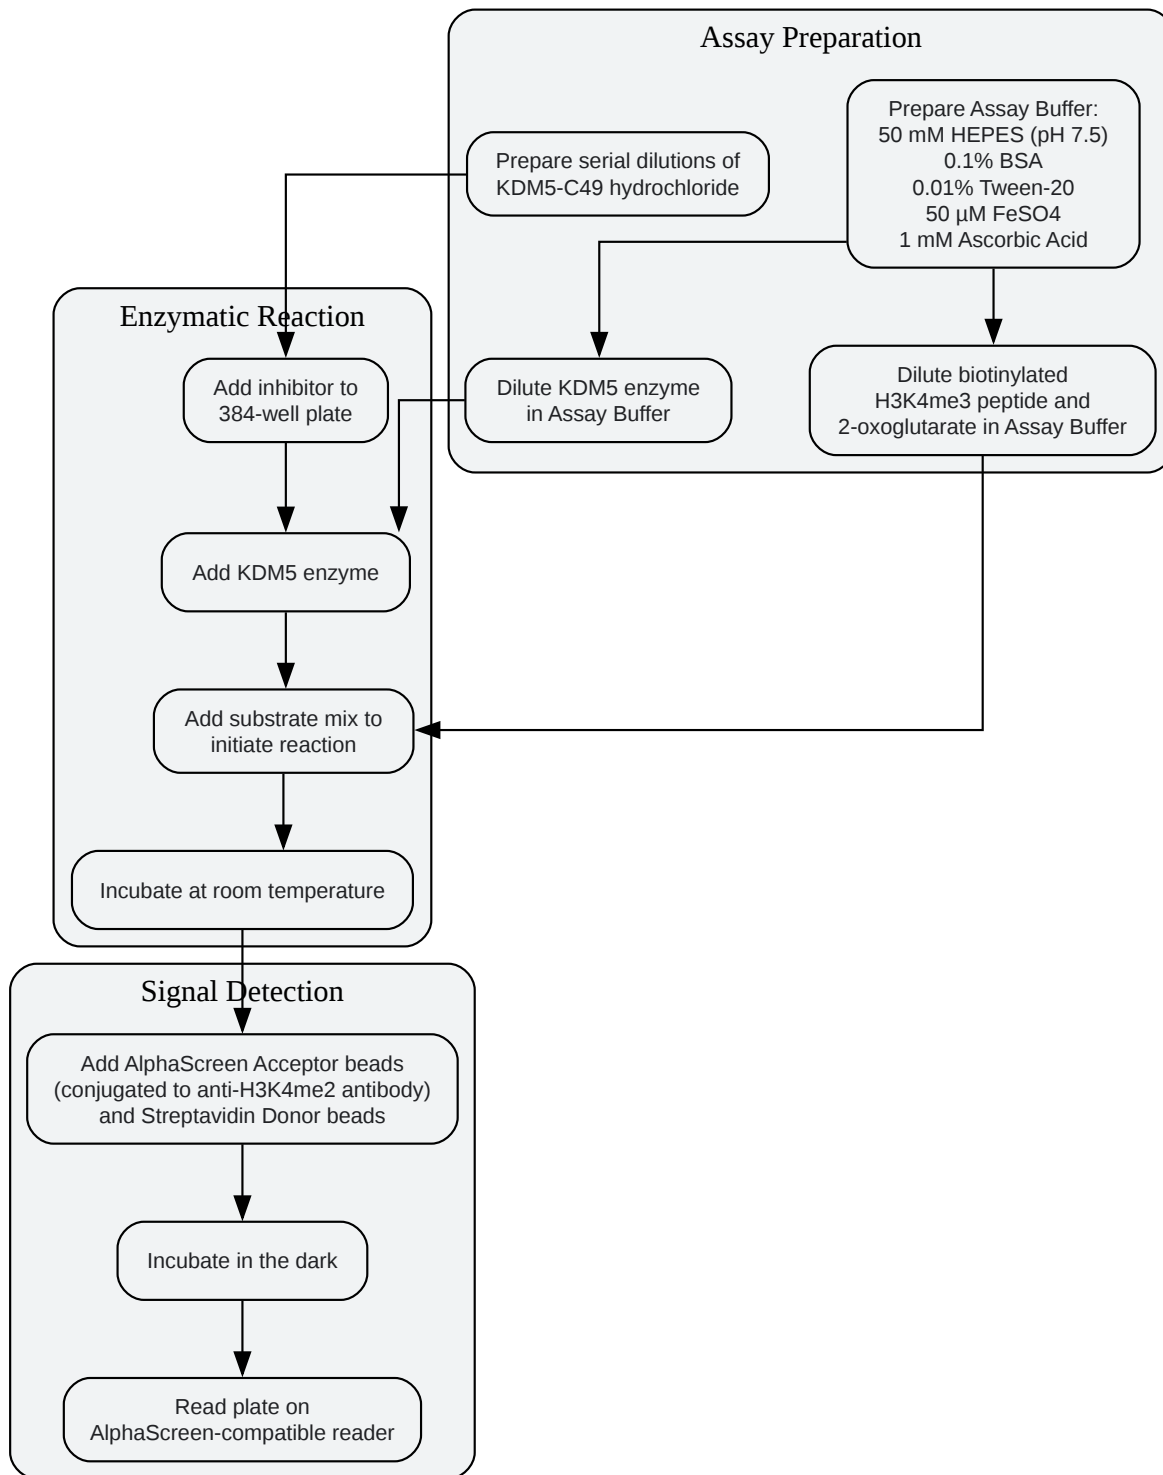 Assay Preparation
Prepare Assay Buffer:
50 mM HEPES (pH 7.5)
0.1% BSA
0.01% Tween-20
50 µM FeSO4
1 mM Ascorbic Acid
Prepare serial dilutions of
KDM5-C49 hydrochloride
Dilute KDM5 enzyme
in Assay Buffer
Dilute biotinylated
H3K4me3 peptide and
2-oxoglutarate in Assay Buffer
Enzymatic Reaction
Add inhibitor to
384-well plate
Add KDM5 enzyme
Add substrate mix to
initiate reaction
Incubate at room temperature
Signal Detection
Add AlphaScreen Acceptor beads
(conjugated to anti-H3K4me2 antibody)
and Streptavidin Donor beads
Incubate in the dark
Read plate on
AlphaScreen-compatible reader